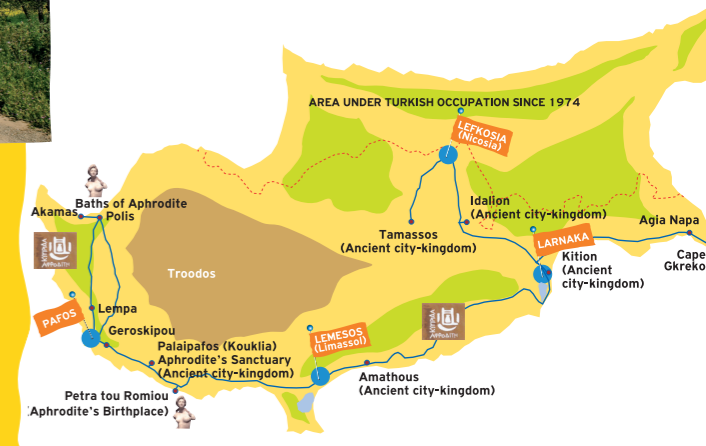 AREA UNDER TURKISH OCCUPATION SINCE 1974
LEFKOSIA
(Nicosia)
Baths of Aphrodite
Akamas
Polis
Idalion
(Ancient city-kingdom)
Tamassos
(Ancient city-kingdom)
Agia Napa
LARNAKA
Cape
Gkreko
Kition
(Ancient
city-kingdom)
Troodos
Lempa
PAFOS
Geroskipou
LEMESOS
(Limassol)
Palaipafos (Kouklia)
Aphrodite's Sanctuary
(Ancient city-kingdom)
Amathous
(Ancient city-kingdom)
Petra tou Romiou
(Aphrodite's Birthplace)